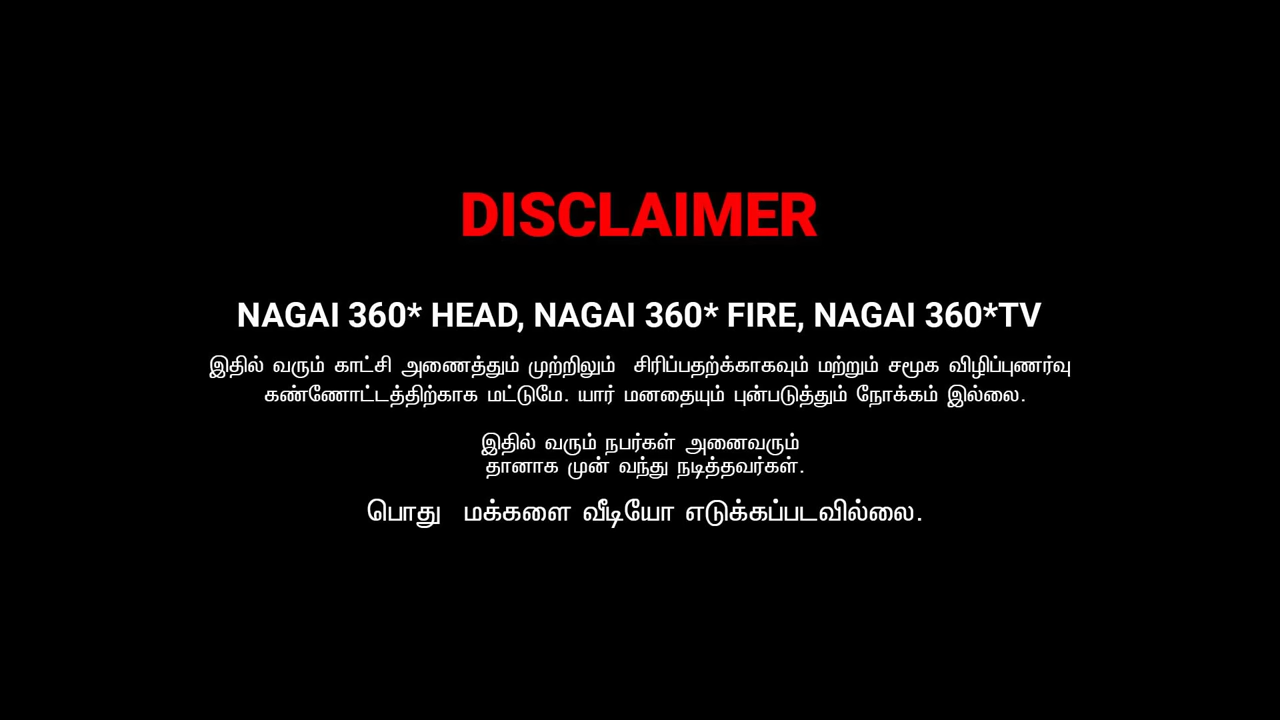 DISCLAIMER
NAGAI 360* HEAD, NAGAI 360* FIRE, NAGAI 360*TV
இதில் வரும் காட்சி அணைத்தும் முற்றிலும் சிரிப்பதற்க்காகவும் மற்றும் சமூக விழிப்புணர்வு
கண்ணோட்டத்திற்காக மட்டுமே. யார் மனதையும் புன்படுத்தும் நோக்கம் இல்லை.
இதில் வரும் நபர்கள் அனைவரும்
தானாக முன் வந்து நடித்தவர்கள்.
பொது மக்களை வீடியோ எடுக்கப்படவில்லை.